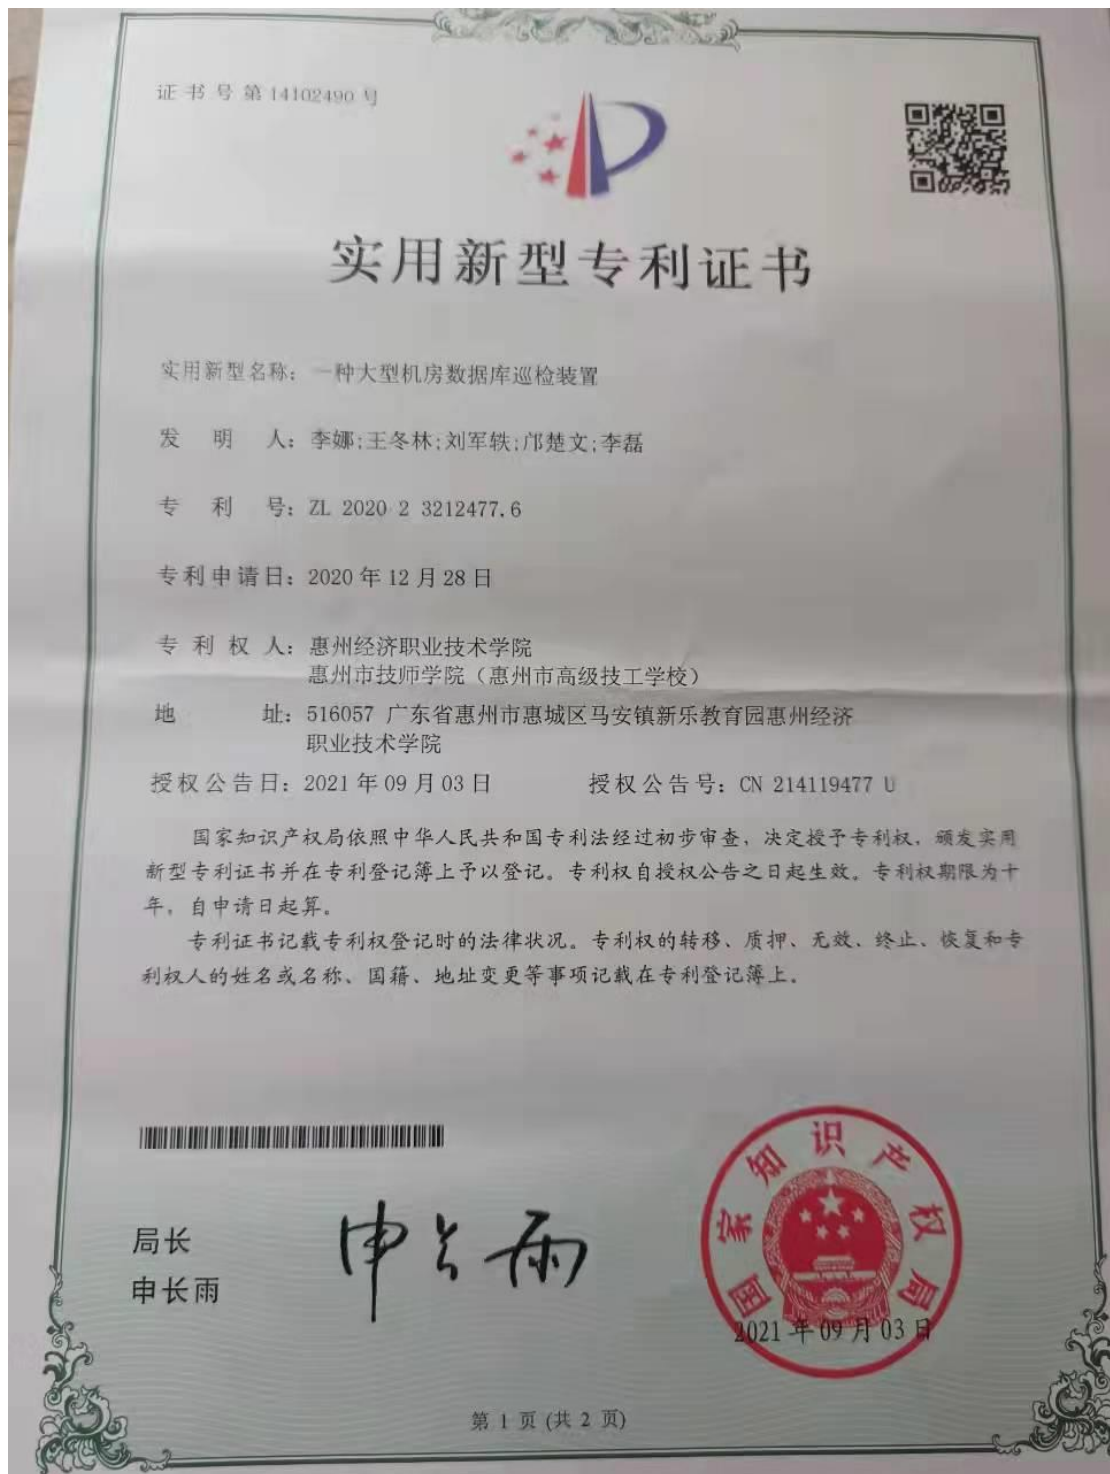 证书号第14102490号
实用新型专利证书
实用新型名称：一种大型机房数据库巡检装置
发明人：李娜;王冬林;刘军轶;邝楚文;李磊
专利号：ZL 2020 2 3212477.6
专利申请日：2020年12月28日
专利权人：惠州经济职业技术学院
惠州市技师学院（惠州市高级技工学校）
地址：516057 广东省惠州市惠城区马安镇新乐教育园惠州经济
职业技术学院
授权公告日：2021年09月03日 授权公告号：CN 214119477 U
国家知识产权局依照中华人民共和国专利法经过初步审查，决定授予专利权，颁发实用
新型专利证书并在专利登记簿上予以登记。专利权自授权公告之日起生效。专利权期限为十
年，自申请日起算。
专利证书记载专利权登记时的法律状况。专利权的转移、质押、无效、终止、恢复和专
利权人的姓名或名称、国籍、地址变更等事项记载在专利登记簿上。
局长
申长雨
申长雨
国家知识产权局
2021年09月03日
第 1 页 (共 2 页)